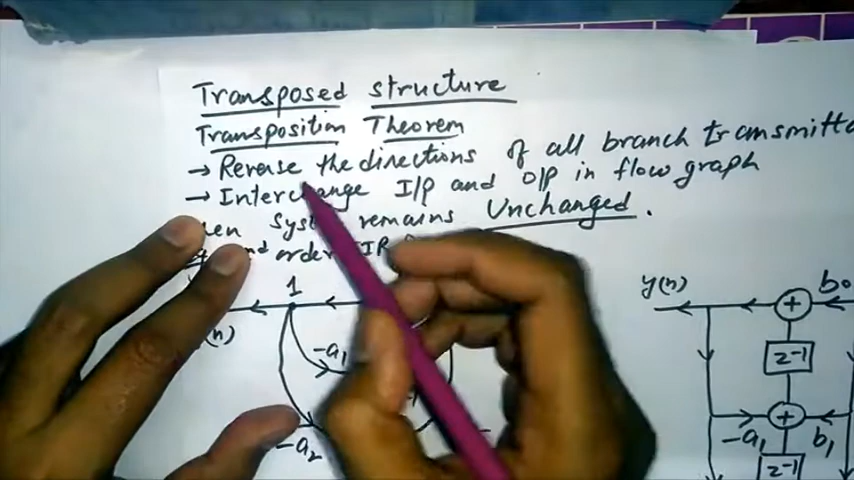 Transposed structure
Transposition Theorem
→ Reverse the directions of all branch transmitta
→ Interchange I/P and O/P in flow graph
System remains Unchanged.
order IIR
1
y(n) b0
(n)
-a1
z-1
-a1 b1
-a2
z-1